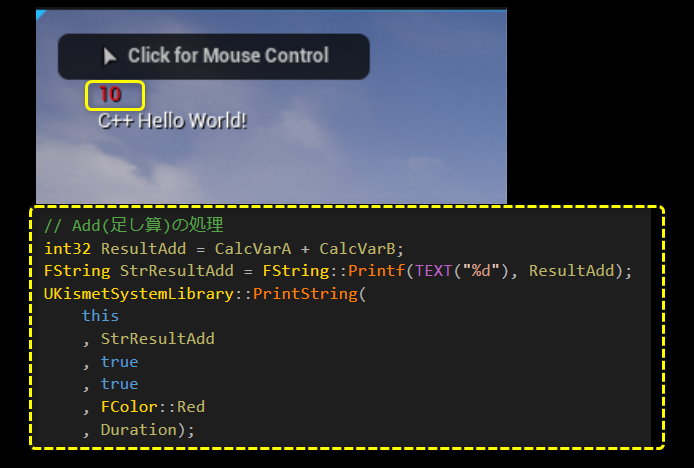 Click for Mouse Control
10
C++ Hello World!
// Add(足し算)の処理
int32 ResultAdd = CalcVarA + CalcVarB;
FString StrResultAdd = FString::Printf(TEXT("%d"), ResultAdd);
UKismetSystemLibrary::PrintString(
    this
    , StrResultAdd
    , true
    , true
    , FColor::Red
    , Duration);